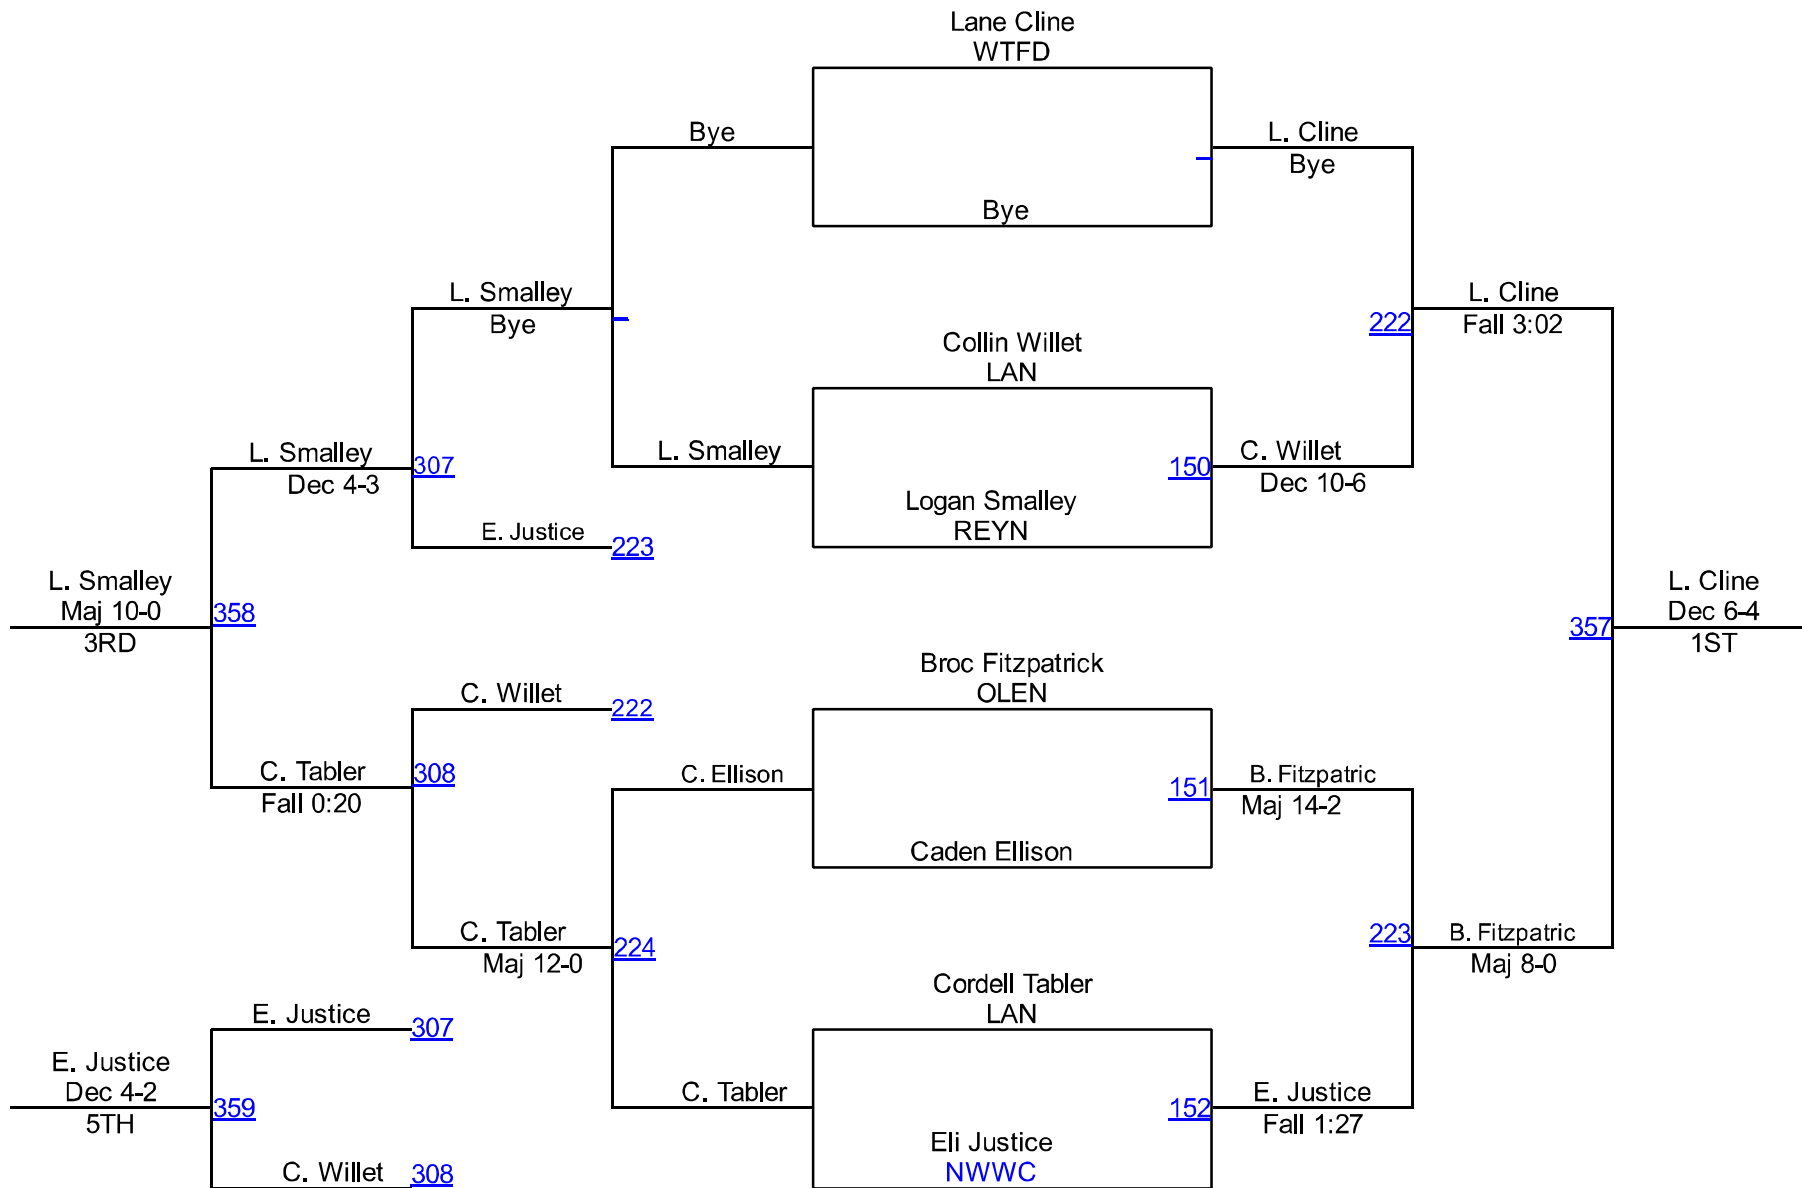 Lane Cline
WTFD
Bye
L. Cline
Bye
Bye
L. Smalley
Bye
L. Cline
222
Fall 3:02
Collin Willet
LAN
L. Smalley
307
Dec 4-3
L. Smalley
150
C. Willet
Dec 10-6
Logan Smalley
REYN
E. Justice
223
L. Smalley
Maj 10-0
358
3RD
L. Cline
Dec 6-4
357
1ST
Broc Fitzpatrick
OLEN
C. Willet
222
C. Tabler
308
Fall 0:20
C. Ellison
151
B. Fitzpatric
Maj 14-2
Caden Ellison
C. Tabler
224
Maj 12-0
223
B. Fitzpatric
Maj 8-0
Cordell Tabler
LAN
E. Justice
307
E. Justice
Dec 4-2
359
5TH
C. Tabler
152
E. Justice
Fall 1:27
Eli Justice
NWWC
C. Willet
308